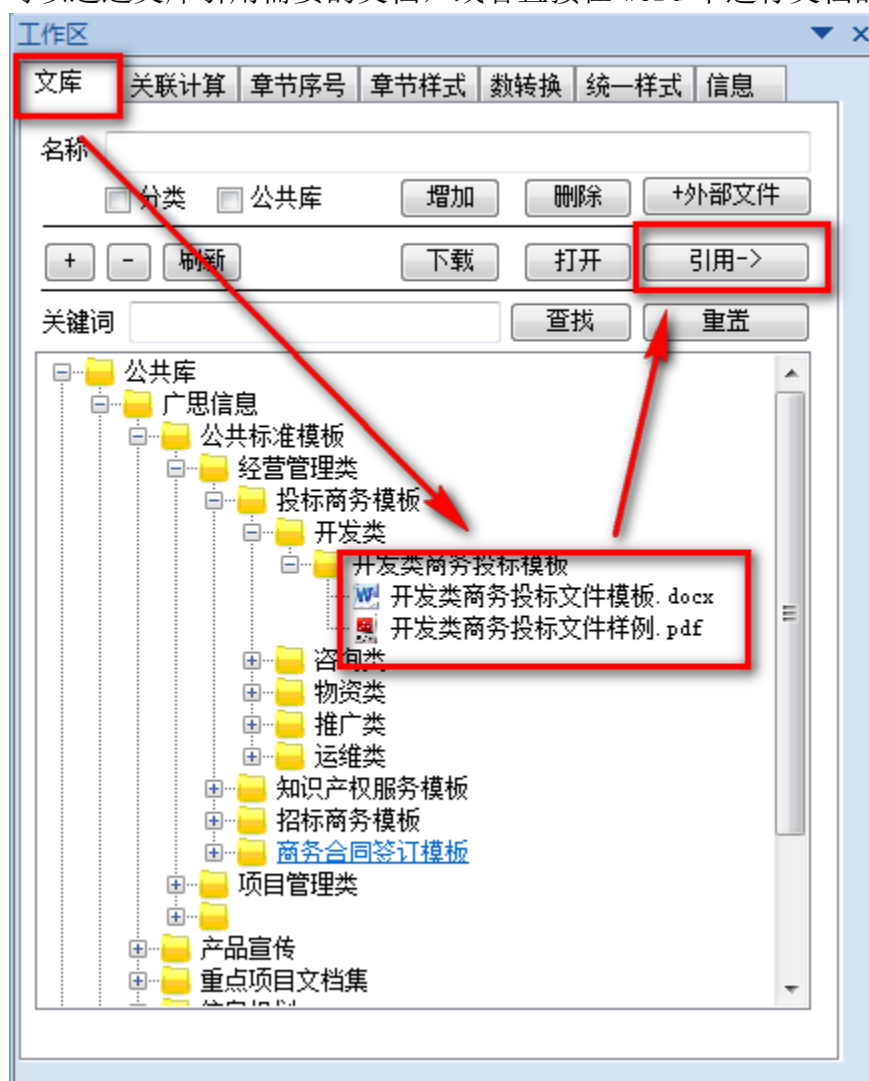 工作区
文库 关联计算 章节序号 章节样式 数转换 统一样式 信息
名称
分类 公共库 增加 删除 +外部文件
+ - 刷新 下载 打开 引用->
关键词 查找 重置
公共库
广思信息
公共标准模板
经营管理类
投标商务模板
开发类
开发类商务投标模板
开发类商务投标文件模板.docx
开发类商务投标文件样例.pdf
咨询类
物资类
推广类
运维类
知识产权服务模板
招标商务模板
商务合同签订模板
项目管理类
产品宣传
重点项目文档集